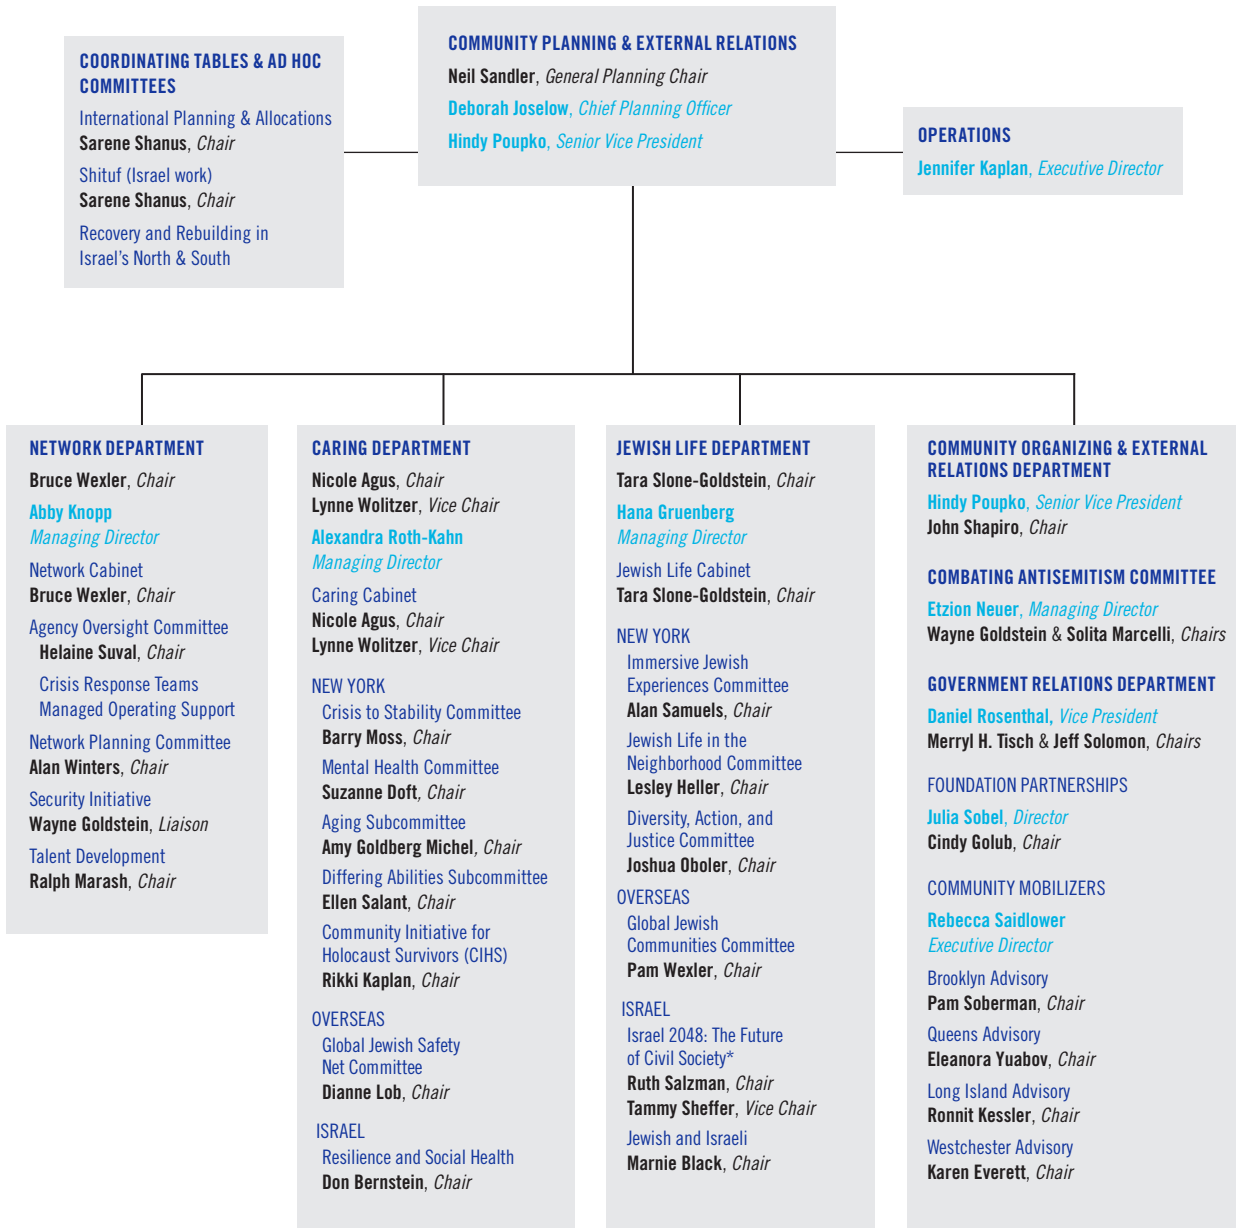 COORDINATING TABLES & AD HOC
COMMITTEES
International Planning & Allocations
Sarene Shanus, Chair
Shituf (Israel work)
Sarene Shanus, Chair
Recovery and Rebuilding in
Israel’s North & South
COMMUNITY PLANNING & EXTERNAL RELATIONS
Neil Sandler, General Planning Chair
Deborah Joselow, Chief Planning Officer
Hindy Poupko, Senior Vice President
OPERATIONS
Jennifer Kaplan, Executive Director
NETWORK DEPARTMENT
Bruce Wexler, Chair
Abby Knopp
Managing Director
Network Cabinet
Bruce Wexler, Chair
Agency Oversight Committee
Helaine Suval, Chair
Crisis Response Teams
Managed Operating Support
Network Planning Committee
Alan Winters, Chair
Security Initiative
Wayne Goldstein, Liaison
Talent Development
Ralph Marash, Chair
CARING DEPARTMENT
Nicole Agus, Chair
Lynne Wolitzer, Vice Chair
Alexandra Roth-Kahn
Managing Director
Caring Cabinet
Nicole Agus, Chair
Lynne Wolitzer, Vice Chair
NEW YORK
Crisis to Stability Committee
Barry Moss, Chair
Mental Health Committee
Suzanne Doft, Chair
Aging Subcommittee
Amy Goldberg Michel, Chair
Differing Abilities Subcommittee
Ellen Salant, Chair
Community Initiative for
Holocaust Survivors (CIHS)
Rikki Kaplan, Chair
OVERSEAS
Global Jewish Safety
Net Committee
Dianne Lob, Chair
ISRAEL
Resilience and Social Health
Don Bernstein, Chair
JEWISH LIFE DEPARTMENT
Tara Slone-Goldstein, Chair
Hana Gruenberg
Managing Director
Jewish Life Cabinet
Tara Slone-Goldstein, Chair
NEW YORK
Immersive Jewish
Experiences Committee
Alan Samuels, Chair
Jewish Life in the
Neighborhood Committee
Lesley Heller, Chair
Diversity, Action, and
Justice Committee
Joshua Oboler, Chair
OVERSEAS
Global Jewish
Communities Committee
Pam Wexler, Chair
ISRAEL
Israel 2048: The Future
of Civil Society*
Ruth Salzman, Chair
Tammy Sheffer, Vice Chair
Jewish and Israeli
Marnie Black, Chair
COMMUNITY ORGANIZING & EXTERNAL
RELATIONS DEPARTMENT
Hindy Poupko, Senior Vice President
John Shapiro, Chair
COMBATING ANTISEMITISM COMMITTEE
Etzion Neuer, Managing Director
Wayne Goldstein & Solita Marcelli, Chairs
GOVERNMENT RELATIONS DEPARTMENT
Daniel Rosenthal, Vice President
Merryl H. Tisch & Jeff Solomon, Chairs
FOUNDATION PARTNERSHIPS
Julia Sobel, Director
Cindy Golub, Chair
COMMUNITY MOBILIZERS
Rebecca Saidlower
Executive Director
Brooklyn Advisory
Pam Soberman, Chair
Queens Advisory
Eleanora Yuabov, Chair
Long Island Advisory
Ronnit Kessler, Chair
Westchester Advisory
Karen Everett, Chair